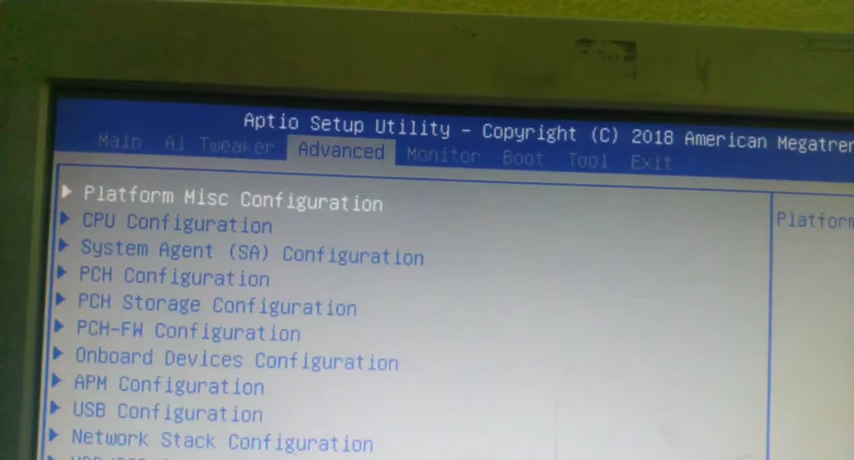 Aptio Setup Utility - Copyright (C) 2018 American
Main Ai Tweaker Advanced Monitor Boot Tool Exit
Platform Misc Configuration
CPU Configuration
Platform
System Agent (SA) Configuration
PCH Configuration
PCH Storage Configuration
PCH-FW Configuration
Onboard Devices Configuration
APM Configuration
USB Configuration
Network Stack Configuration